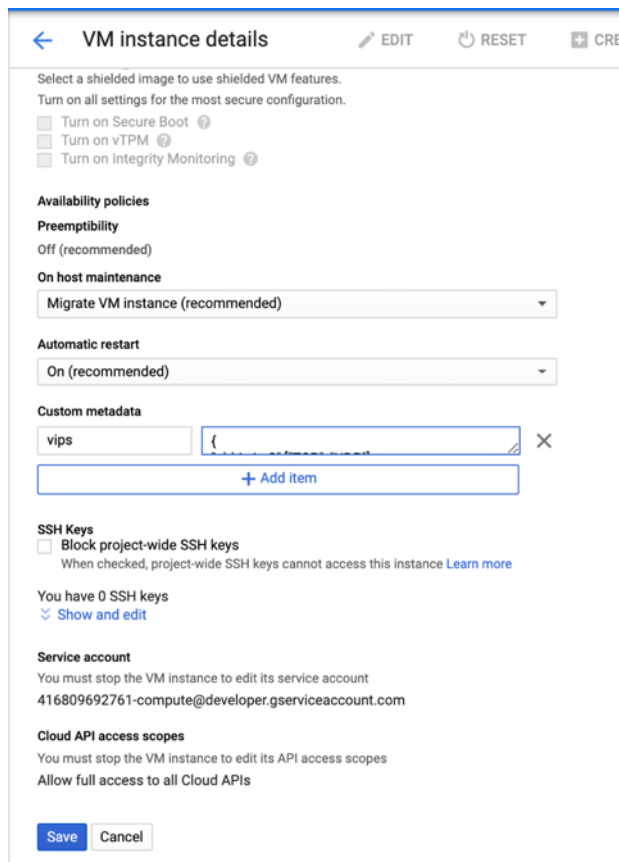 VM instance details
EDIT
RESET
CRE
Select a shielded image to use shielded VM features.
Turn on all settings for the most secure configuration.
Turn on Secure Boot
Turn on vTPM
Turn on Integrity Monitoring
Availability policies
Preemptibility
Off (recommended)
On host maintenance
Migrate VM instance (recommended)
Automatic restart
On (recommended)
Custom metadata
vips
{
+ Add item
SSH Keys
Block project-wide SSH keys
When checked, project-wide SSH keys cannot access this instance Learn more
You have 0 SSH keys
Show and edit
Service account
You must stop the VM instance to edit its service account
416809692761-compute@developer.gserviceaccount.com
Cloud API access scopes
You must stop the VM instance to edit its API access scopes
Allow full access to all Cloud APIs
Save
Cancel